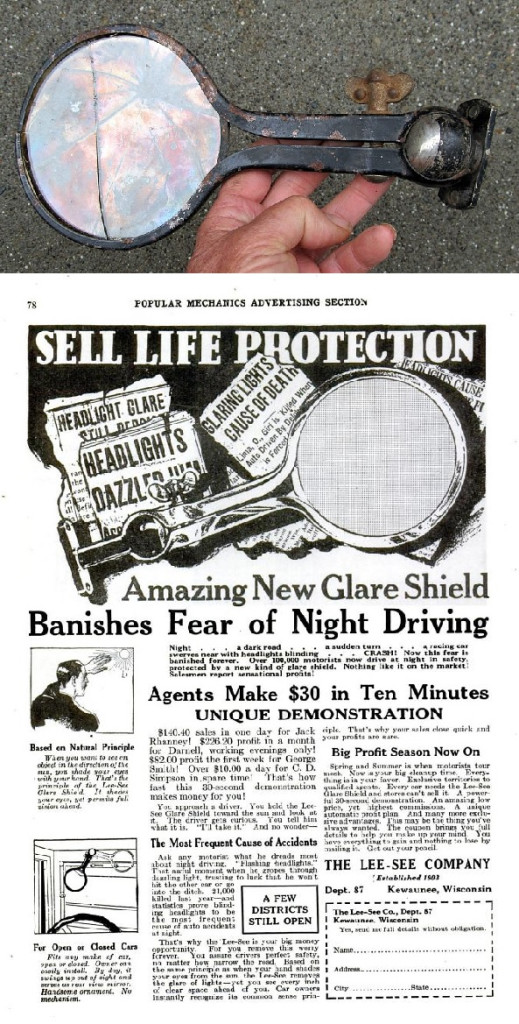 78
POPULAR MECHANICS ADVERTISING SECTION
SELL LIFE PROTECTION
HEADLIGHT GLARE
STILL
HEADLIGHTS
DAZZLE
GLARING LIGHTS
CAUSE OF DEATH
Lima, O., Girl is Killed When
Auto Driven By
is Forced
HEADLIGHTS CAUSE
Amazing New Glare Shield
Banishes Fear of Night Driving
Night . . . a dark road . . . a sudden turn . . . a racing car
swerves near with headlights blinding . . . CRASH! Now this fear is
banished forever. Over 100,000 motorists now drive at night in safety,
protected by a new kind of glare shield. Nothing like it on the market!
Salesmen report sensational profits!
Agents Make $30 in Ten Minutes
UNIQUE DEMONSTRATION
Based on Natural Principle
When you want to see an
object in the direction of the
sun, you shade your eyes
with your hand. That's the
principle of the Lee-See
Glare Shield. It shades
your eyes, yet permits full
vision ahead.
For Open or Closed Cars
Fits any make of car,
open or closed. One can
easily install. By day, it
swings up out of sight and
serves as rear view mirror.
Handsome ornament. No
mechanism.
$140.40 sales in one day for Jack
Rhanney! $226.20 profit in a month
for Darnell, working evenings only!
$82.00 profit the first week for George
Smith! Over $10.00 a day for C. D.
Simpson in spare time! That's how
fast this 30-second demonstration
makes money for you!
You approach a driver. You hold the Lee-
See Glare Shield toward the sun and look at
it. The driver gets curious. You tell him
what it is. "I'll take it." And no wonder—
The Most Frequent Cause of Accidents
Ask any motorist what he dreads most
about night driving. "Blinding headlights."
That awful moment when he gropes through
dazzling light, fearing to look that he won't
hit the other car or go
into the ditch. 21,000
killed last year—and
statistics prove blind-
ing headlights to be
the most frequent
cause of auto accidents
at night.
A FEW
DISTRICTS
STILL OPEN
That's why the Lee-See is your big money
opportunity. For you remove this worry
forever. You assure drivers perfect safety,
no matter how narrow the road. Based on
the same principle as when your hand shades
your eyes from the sun, the Lee-See removes
the glare of lights—yet you see every inch
of clear space ahead of you. Car owners
instantly recognize its common sense prin-
ciple. That's why your sales close quick and
your profits are sure.
Big Profit Season Now On
Spring and Summer is when motorists tour
most. Now is your big cleanup time. Every-
thing is in your favor. Exclusive territories to
qualified agents. Every car needs the Lee-See
Glare Shield and stores can't sell it. A power-
ful 30-second demonstration. An amazing low
price, yet highest commissions. A unique
automatic profit plan. And many more exclu-
sive advantages. This may be the thing you've
always wanted. The coupon brings you full
details to help you make up your mind. You
have everything to gain and nothing to lose by
mailing it. Get out your pencil.
THE LEE-SEE COMPANY
Established 1903
Dept. 87 Kewaunee, Wisconsin
The Lee-See Co., Dept. 87
Kewaunee, Wisconsin
Yes, send me full details without obligation.
Name
Address
City State